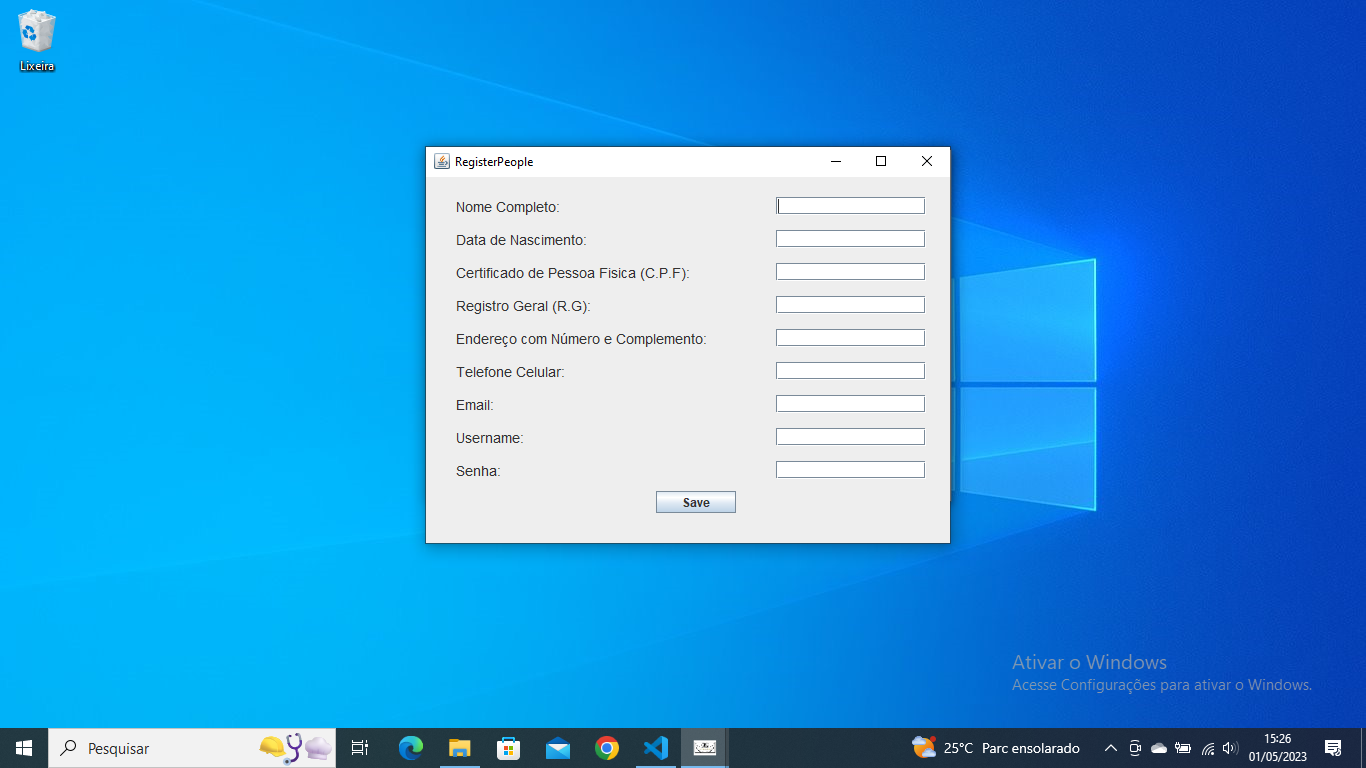 Lixeira
RegisterPeople
Nome Completo:
Data de Nascimento:
Certificado de Pessoa Fisica (C.P.F):
Registro Geral (R.G):
Endereço com Número e Complemento:
Telefone Celular:
Email:
Username:
Senha:
Save
Ativar o Windows
Acesse Configurações para ativar o Windows.
Pesquisar
25°C Parc ensolarado
15:26
01/05/2023